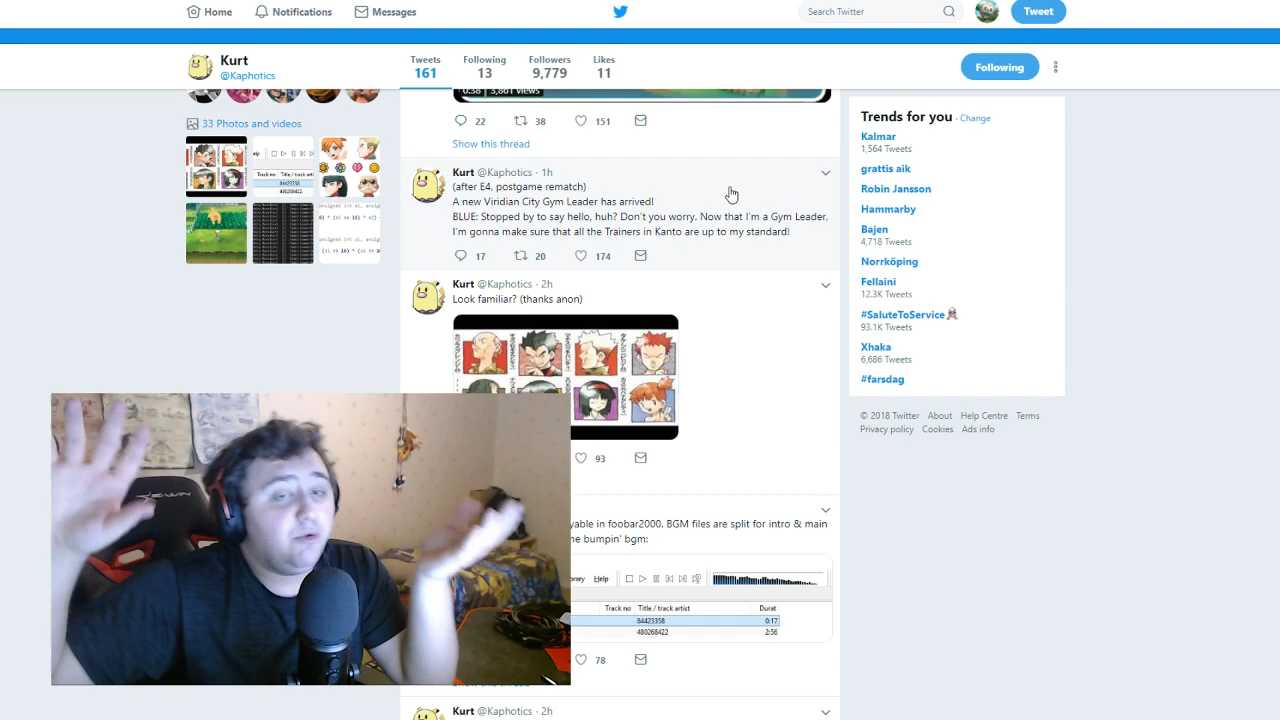 Home
Notifications
Messages
Search Twitter
Tweet
Kurt
@Kaphotics
Tweets
161
Following
13
Followers
9,779
Likes
11
Following
33 Photos and videos
0:38 3,861 views
22
38
151
Show this thread
Kurt @Kaphotics · 1h
(after E4, postgame rematch)
A new Viridian City Gym Leader has arrived!
BLUE: Stopped by to say hello, huh? Don't you worry. Now that I'm a Gym Leader,
I'm gonna make sure that all the Trainers in Kanto are up to my standard!
17
20
174
Kurt @Kaphotics · 2h
Look familiar? (thanks anon)
93
yable in foobar2000. BGM files are split for intro & main
ne bumpin' bgm:
rary Help
Track no
Title / track artist
Durat
84423358
0:17
480268422
2:56
78
Kurt @Kaphotics · 2h
Trends for you · Change
Kalmar
1,564 Tweets
grattis aik
Robin Jansson
Hammarby
Bajen
4,718 Tweets
Norrköping
Fellaini
12.3K Tweets
#SaluteToService
93.1K Tweets
Xhaka
6,686 Tweets
#farsdag
© 2018 Twitter About Help Centre Terms
Privacy policy Cookies Ads info